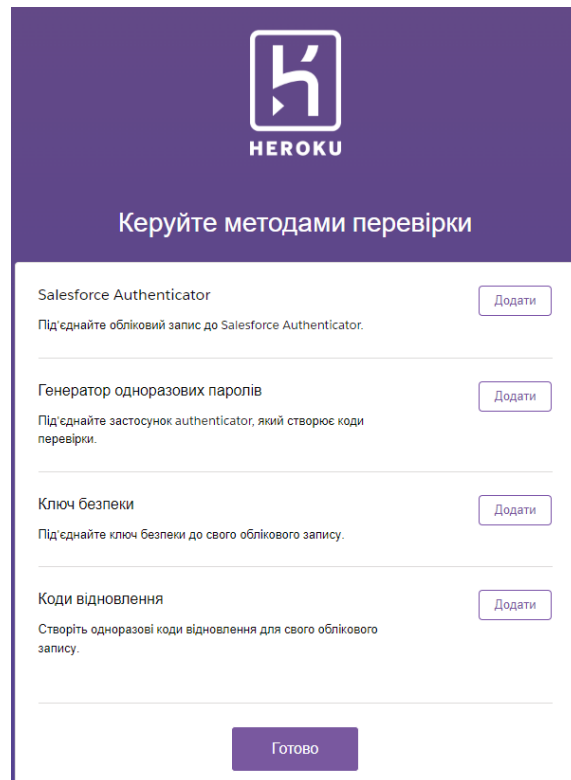 HEROKU
Керуйте методами перевірки
Salesforce Authenticator
Додати
Під'єднайте обліковий запис до Salesforce Authenticator.
Генератор одноразових паролів
Додати
Під'єднайте застосунок authenticator, який створює коди
перевірки.
Ключ безпеки
Додати
Під'єднайте ключ безпеки до свого облікового запису.
Коди відновлення
Додати
Створіть одноразові коди відновлення для свого облікового
запису.
Готово